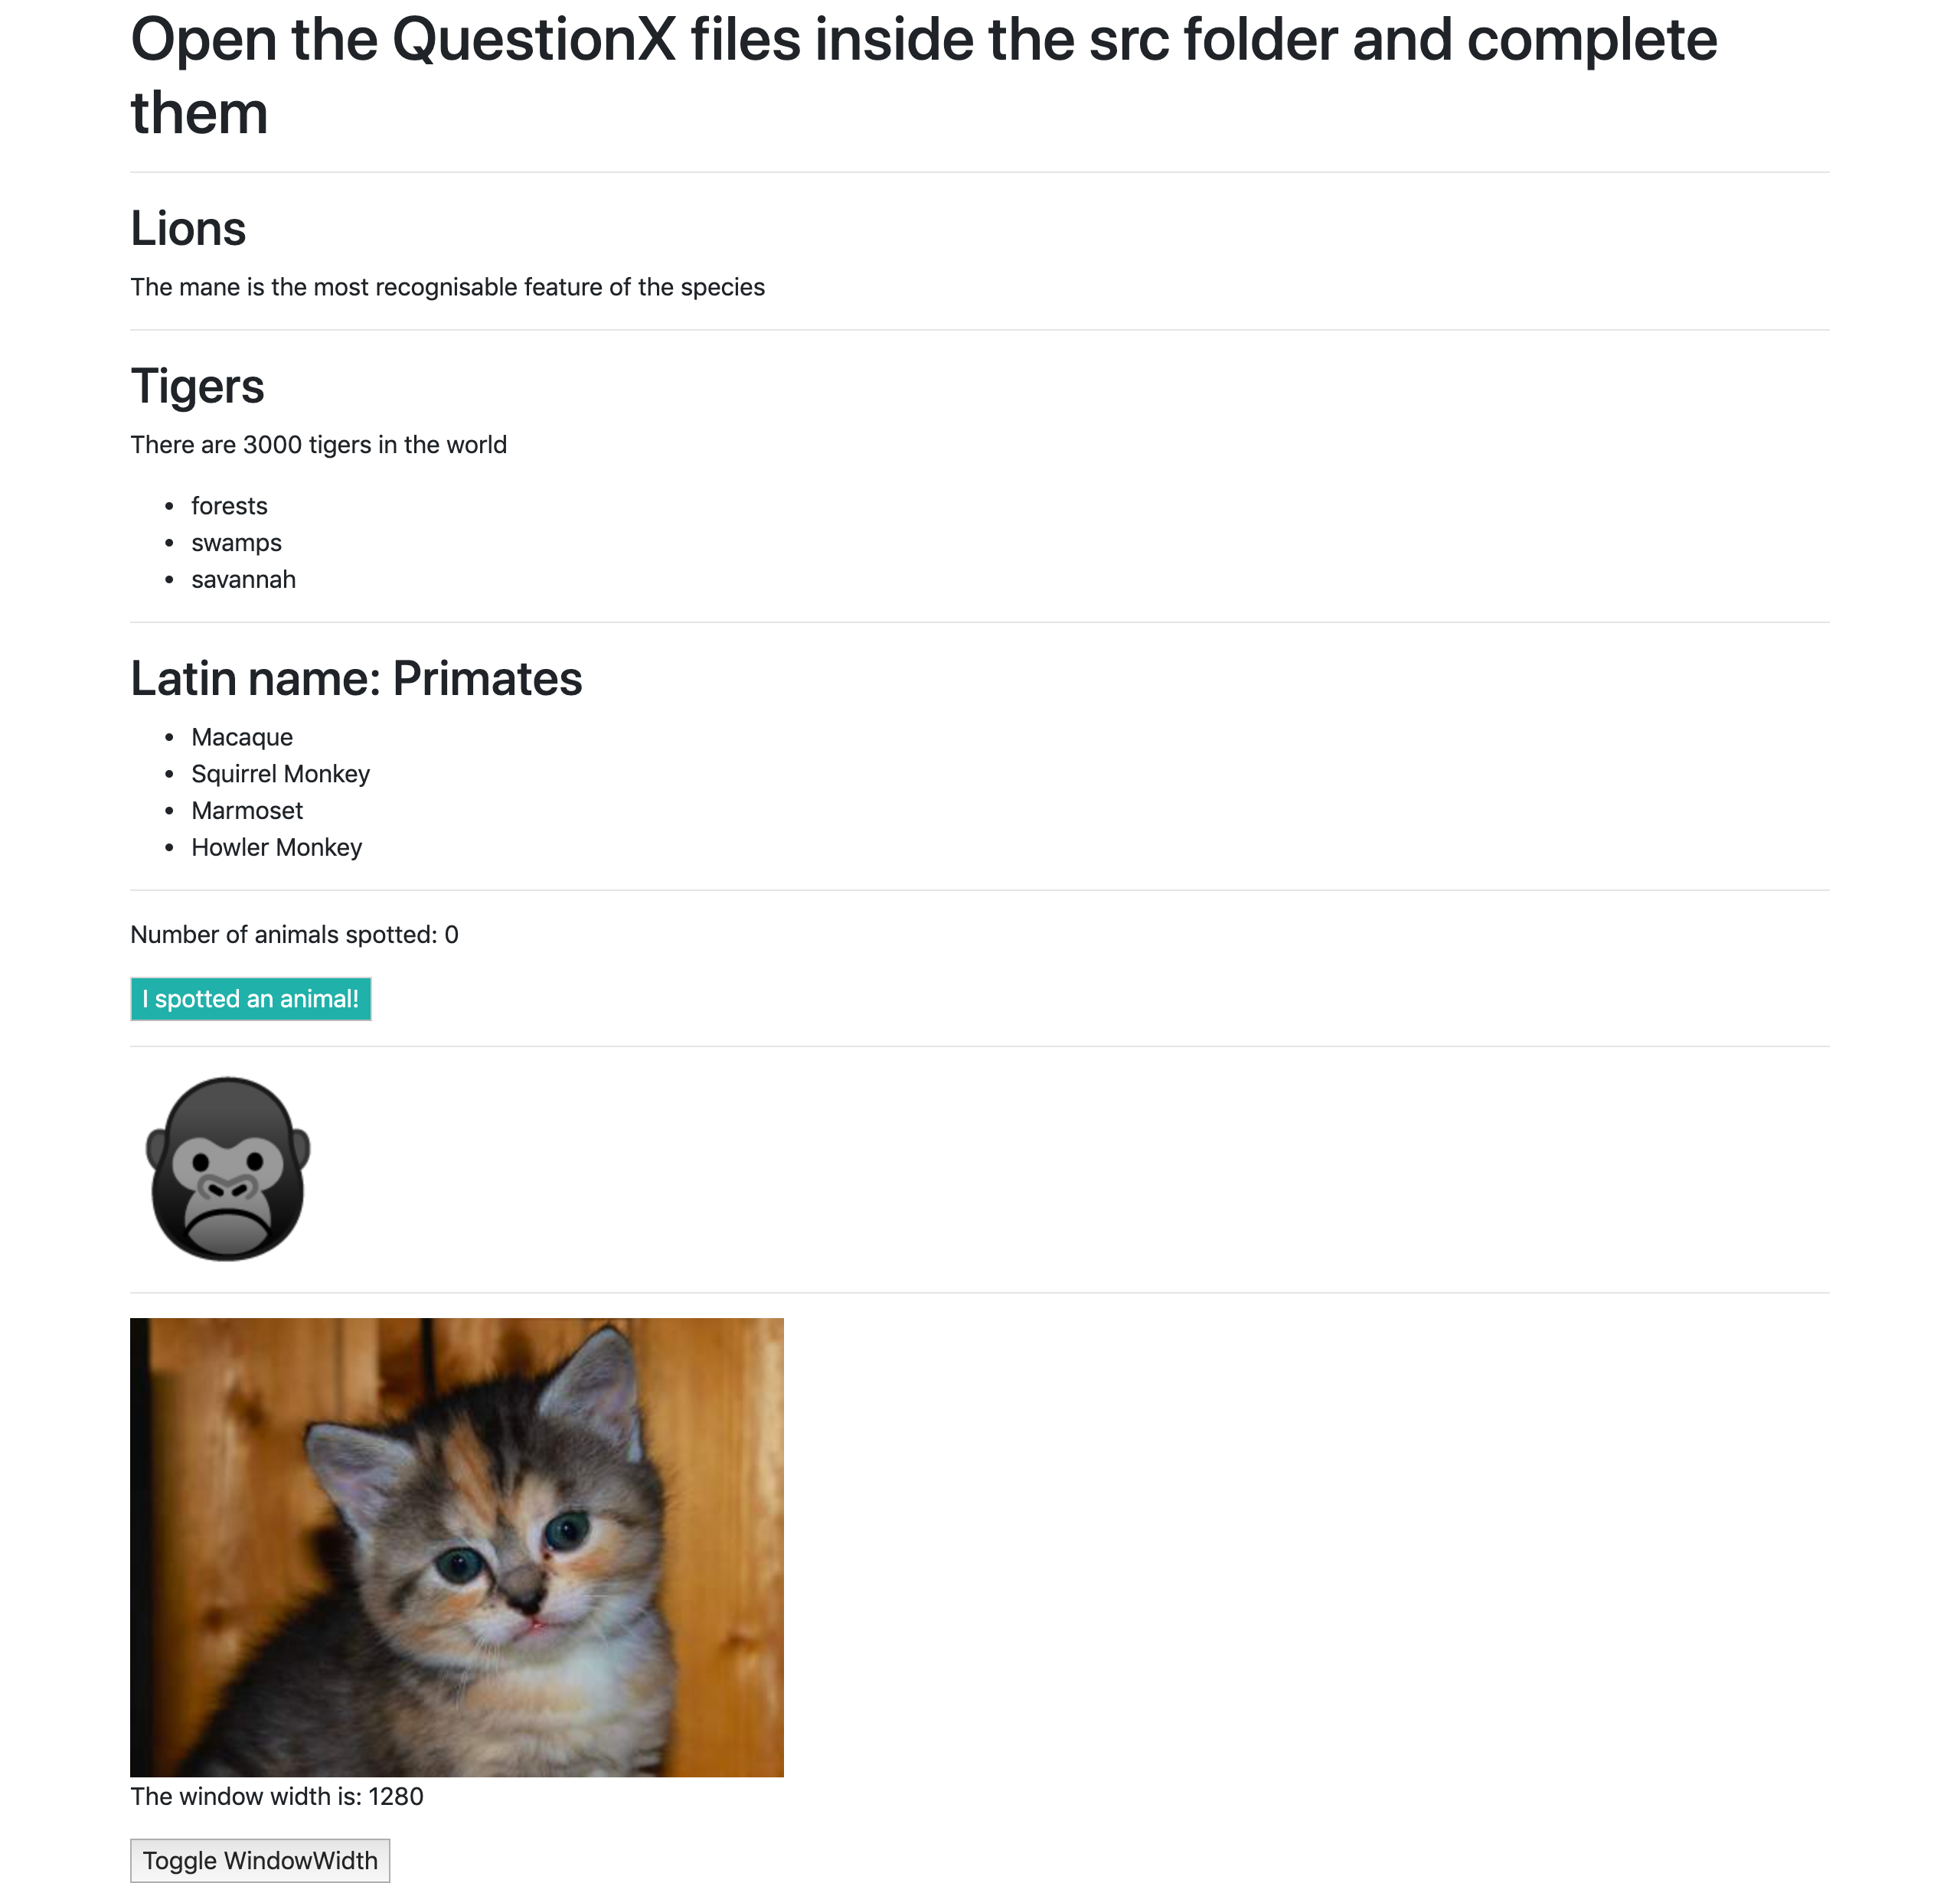 Open the QuestionX files inside the src folder and complete
them
Lions
The mane is the most recognisable feature of the species
Tigers
There are 3000 tigers in the world
forests
swamps
savannah
Latin name: Primates
Macaque
Squirrel Monkey
Marmoset
Howler Monkey
Number of animals spotted: 0
I spotted an animal!
The window width is: 1280
Toggle WindowWidth